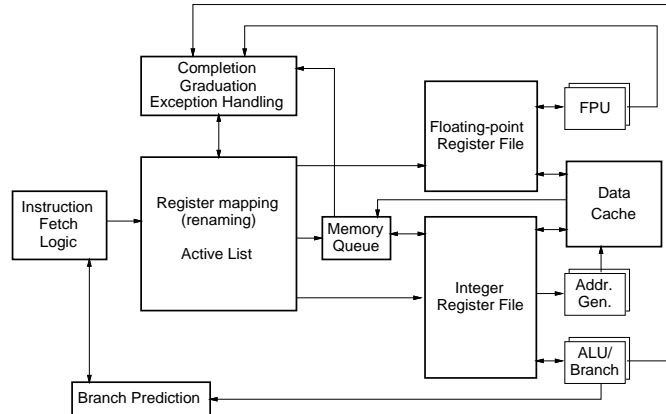 Completion
Graduation
Exception Handling
FPU
Floating-point
Register File
Register mapping
(renaming)
Active List
Instruction
Fetch
Logic
Data
Cache
Memory
Queue
Integer
Register File
Addr.
Gen.
ALU/
Branch
Branch Prediction